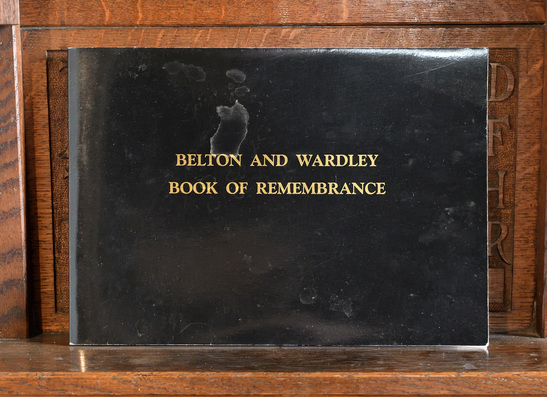 BELTON AND WARDLEY
BOOK OF REMEMBRANCE
D
F
H
R